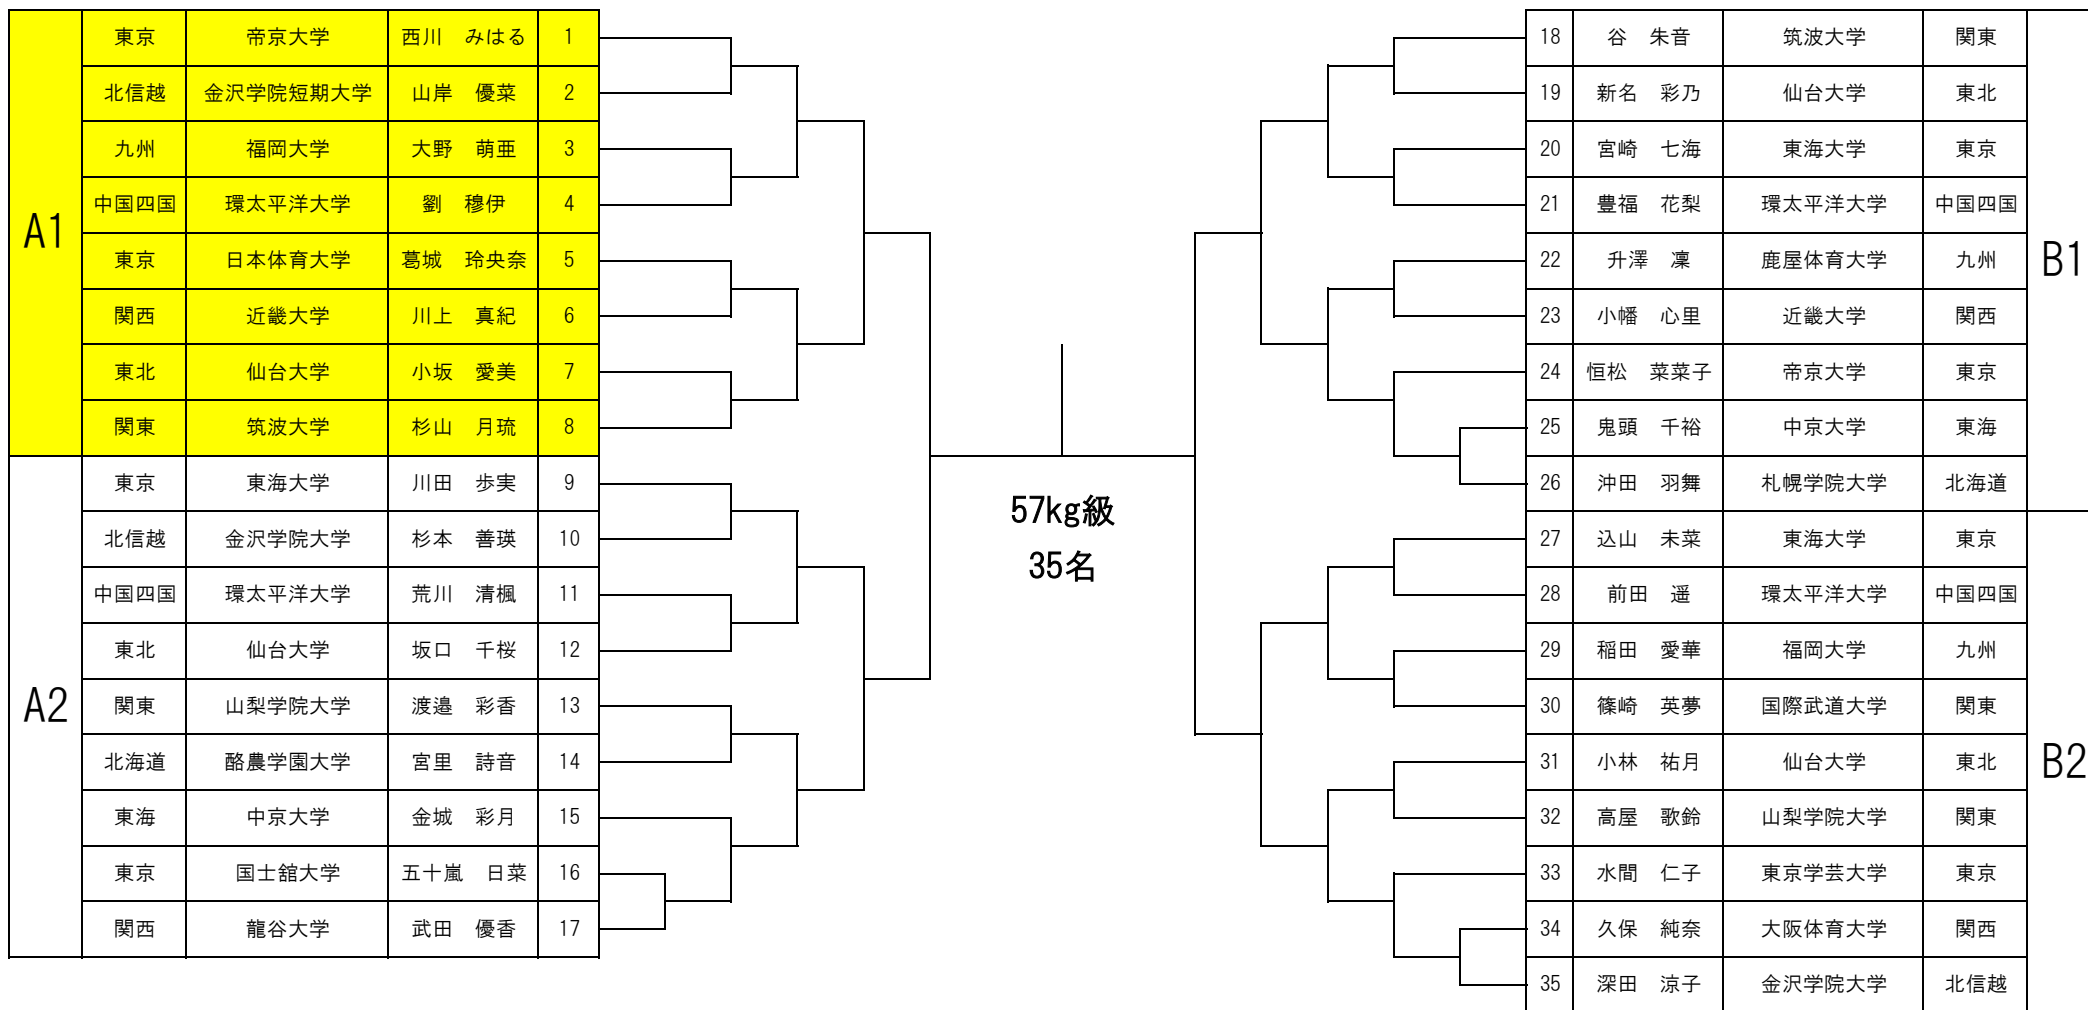 A1
東京 帝京大学 西川 みはる 1
北信越 金沢学院短期大学 山岸 優菜 2
九州 福岡大学 大野 萌亜 3
中国四国 環太平洋大学 劉 穆伊 4
東京 日本体育大学 葛城 玲央奈 5
関西 近畿大学 川上 真紀 6
東北 仙台大学 小坂 愛美 7
関東 筑波大学 杉山 月琉 8
A2
東京 東海大学 川田 歩実 9
北信越 金沢学院大学 杉本 善瑛 10
中国四国 環太平洋大学 荒川 清楓 11
東北 仙台大学 坂口 千桜 12
関東 山梨学院大学 渡邉 彩香 13
北海道 酪農学園大学 宮里 詩音 14
東海 中京大学 金城 彩月 15
東京 国士舘大学 五十嵐 日菜 16
関西 龍谷大学 武田 優香 17
57kg級
35名
18 谷 朱音 筑波大学 関東
19 新名 彩乃 仙台大学 東北
20 宮崎 七海 東海大学 東京
21 豊福 花梨 環太平洋大学 中国四国
22 升澤 凜 鹿屋体育大学 九州
23 小幡 心里 近畿大学 関西
24 恒松 菜菜子 帝京大学 東京
25 鬼頭 千裕 中京大学 東海
26 沖田 羽舞 札幌学院大学 北海道
B1
27 込山 未菜 東海大学 東京
28 前田 遥 環太平洋大学 中国四国
29 稲田 愛華 福岡大学 九州
30 篠崎 英夢 国際武道大学 関東
31 小林 祐月 仙台大学 東北
32 高屋 歌鈴 山梨学院大学 関東
33 水間 仁子 東京学芸大学 東京
34 久保 純奈 大阪体育大学 関西
35 深田 涼子 金沢学院大学 北信越
B2